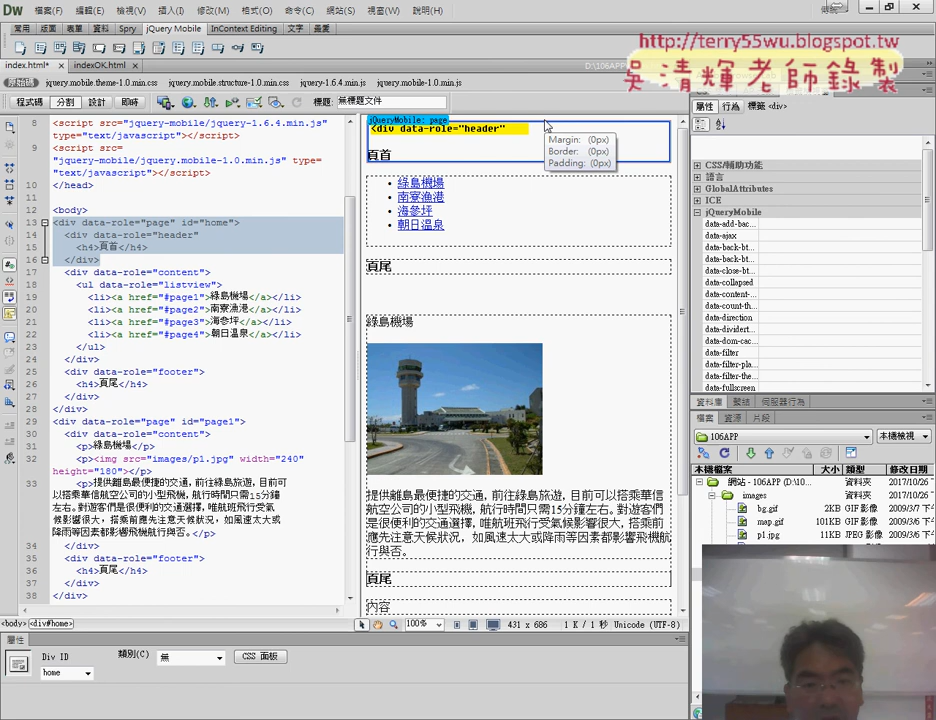 Dw 檔案(F) 編輯(E) 檢視(V) 插入(I) 修改(M) 格式(O) 命令(C) 網站(S) 視窗(W) 說明(H)
常用 版面 表單 資料 Spry jQuery Mobile InContext Editing 文字 最愛
http://terry55wu.blogspot.tw
吳清輝老師錄製
index.html* × indexOK.html ×
原始碼 jquery.mobile.theme-1.0.min.css jquery.mobile.structure-1.0.min.css jquery-1.6.4.min.js jquery.mobile-1.0.min.js
程式碼 分割 設計 即時 標題: 無標題文件
8 <script src="jquery-mobile/jquery-1.6.4.min.js"
type="text/javascript"></script>
9 <script src=
"jquery-mobile/jquery.mobile-1.0.min.js" type=
"text/javascript"></script>
10 </head>
11
12 <body>
13 <div data-role="page" id="home">
14 <div data-role="header"
15 <h4>頁首</h4>
16 </div>
17 <div data-role="content">
18 <ul data-role="listview">
19 <li><a href="#page1">綠島機場</a></li>
20 <li><a href="#page2">南寮漁港</a></li>
21 <li><a href="#page3">海參坪</a></li>
22 <li><a href="#page4">朝日溫泉</a></li>
23 </ul>
24 </div>
25 <div data-role="footer">
26 <h4>頁尾</h4>
27 </div>
28 </div>
29 <div data-role="page" id="page1">
30 <div data-role="content">
31 <p>綠島機場</p>
32 <p><img src="images/p1.jpg" width="240"
height="180"></p>
33 <p>提供離島最便捷的交通，前往綠島旅遊，目前可
以搭乘華信航空公司的小型飛機，航行時間只需15分鐘
左右。對遊客們是很便利的交通選擇，唯航班飛行受氣
候影響很大，搭乘前應先注意天候狀況，如風速太大或
降雨等因素都影響飛機航行與否。</p>
34 </div>
35 <div data-role="footer">
36 <h4>頁尾</h4>
37 </div>
38 </div>
jQueryMobile: page
<div data-role="header"
頁首
Margin: (0px)
Border: (0px)
Padding: (0px)
綠島機場
南寮漁港
海參坪
朝日溫泉
頁尾
綠島機場
提供離島最便捷的交通，前往綠島旅遊，目前可以搭乘華信
航空公司的小型飛機，航行時間只需15分鐘左右。對遊客們
是很便利的交通選擇，唯航班飛行受氣候影響很大，搭乘前
應先注意天候狀況，如風速太大或降雨等因素都影響飛機航
行與否。
頁尾
內容
<body> <div#home> 100% 431 x 686 1 K / 1 秒 Unicode (UTF-8)
屬性
Div ID
home
類別(C) 無 CSS 面板
屬性 行為 標籤 <div>
CSS/輔助功能
語言
GlobalAttributes
ICE
jQueryMobile
data-add-bac...
data-ajax
data-back-bt...
data-back-bt...
data-close-bt...
data-collapsed
data-content-...
data-count-th...
data-direction
data-dividert...
data-dom-cac...
data-filter
data-filter-pla...
data-filter-the...
data-fullscreen
資料庫 繫結 伺服器行為
檔案 資源 片段
106APP 本機檢視
本機檔案 大小 類型 修改日期
網站 - 106APP (D:\10... 資料夾 2017/10/26
images 資料夾 2017/10/26
bg.gif 2KB GIF 影像 2009/3/7 下午
map.gif 101KB GIF 影像 2009/3/6 下午
p1.jpg 11KB JPEG 影像 2009/3/6 下午